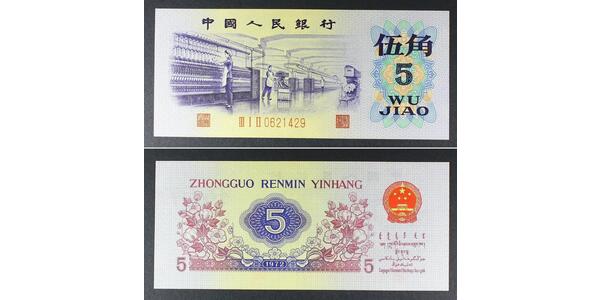 中國人民銀行
伍角
5
WU
JIAO
III I II 0621429
ZHONGGUO RENMIN YINHANG
5
1972
5
5